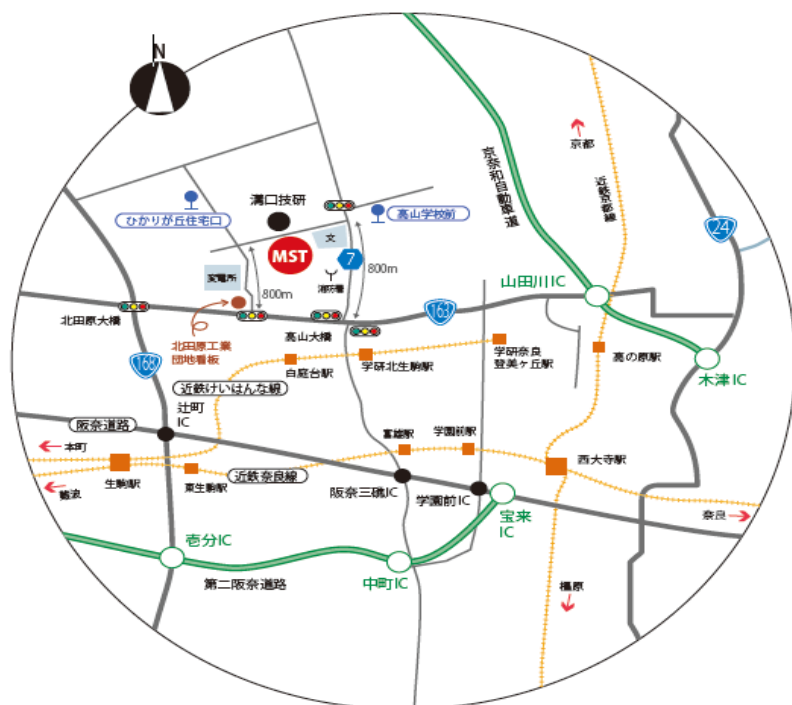 N
京都
京奈和自動車道
近鉄京都線
24
ひかりが丘住宅口
溝口技研
高山学校前
文
MST
7
変電所
消防署
800m
800m
山田川IC
163
北田原大橋
高山大橋
北田原工業
団地看板
168
白庭台駅
学研北生駒駅
学研奈良
登美ヶ丘駅
高の原駅
木津IC
近鉄けいはんな線
阪奈道路
辻町
IC
本町
富雄駅
学園前駅
西大寺駅
生駒駅
東生駒駅
近鉄奈良線
難波
阪奈三碓IC
学園前IC
宝来
IC
奈良
壱分IC
第二阪奈道路
中町IC
橿原